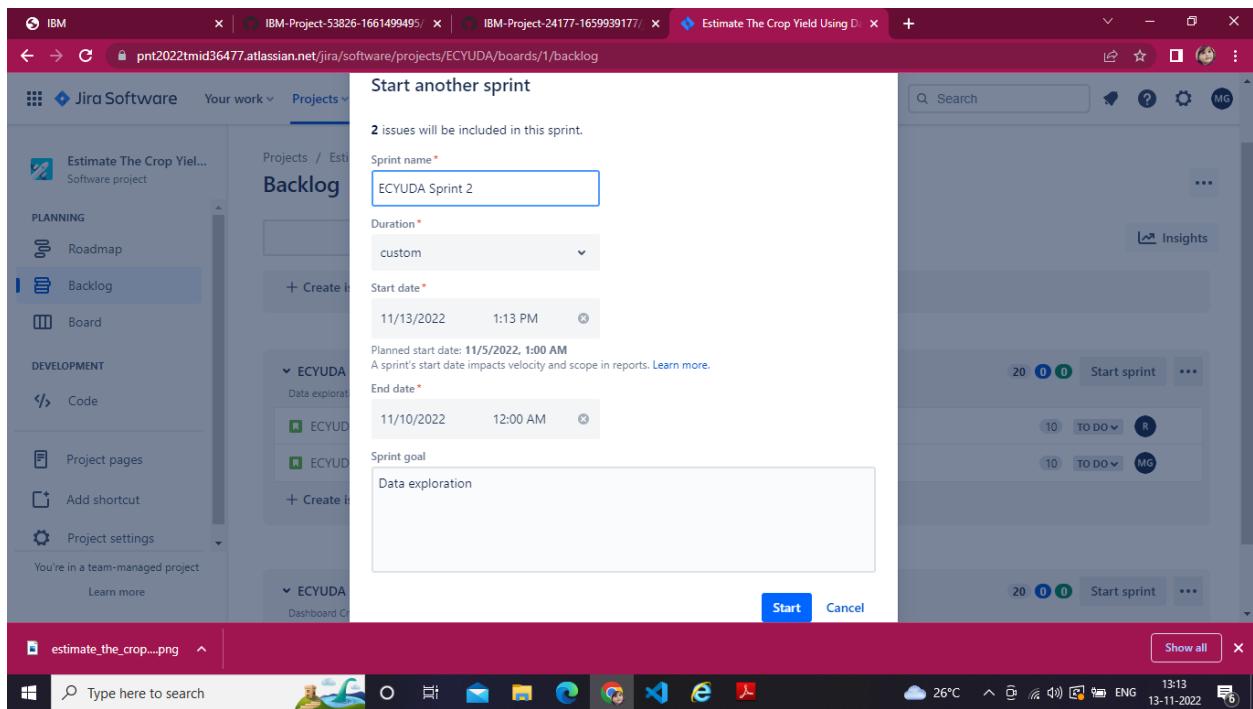 IBM
IBM-Project-53826-1661499495/
IBM-Project-24177-1659939177/
Estimate The Crop Yield Using Da
pnt2022tmid36477.atlassian.net/jira/software/projects/ECYUDA/boards/1/backlog
Jira Software
Your work
Projects
Search
MG
Estimate The Crop Yiel...
Software project
PLANNING
Roadmap
Backlog
Board
DEVELOPMENT
Code
Project pages
Add shortcut
Project settings
You're in a team-managed project
Learn more
Projects / Esti
Backlog
Insights
+ Create is
ECYUDA
Data explorat
20 0 0 Start sprint
ECYUD
10 TO DO R
ECYUD
10 TO DO MG
+ Create is
ECYUDA
Dashboard Cr
20 0 0 Start sprint
Start another sprint
2 issues will be included in this sprint.
Sprint name*
ECYUDA Sprint 2
Duration*
custom
Start date*
11/13/2022 1:13 PM
Planned start date: 11/5/2022, 1:00 AM
A sprint's start date impacts velocity and scope in reports. Learn more.
End date*
11/10/2022 12:00 AM
Sprint goal
Data exploration
Start Cancel
estimate_the_crop....png
Show all
Type here to search
26°C
ENG
13:13
13-11-2022
6